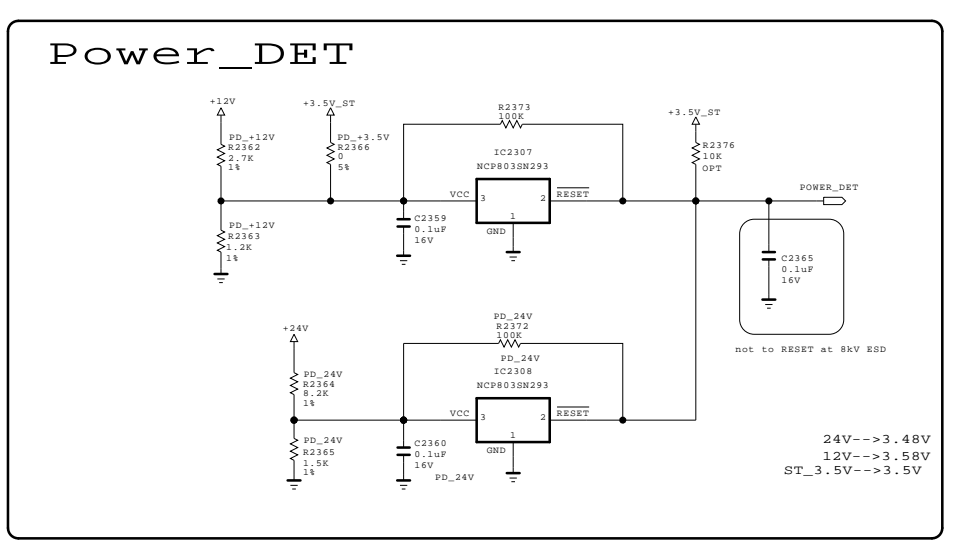 Power_DET
+12V
PD_+12V
R2362
2.7K
1%
PD_+12V
R2363
1.2K
1%
+3.5V_ST
PD_+3.5V
R2366
0
5%
R2373
100K
IC2307
NCP803SN293
VCC
3
2
RESET
1
GND
C2359
0.1uF
16V
+3.5V_ST
R2376
10K
OPT
POWER_DET
C2365
0.1uF
16V
not to RESET at 8kV ESD
+24V
PD_24V
R2364
8.2K
1%
PD_24V
R2365
1.5K
1%
PD_24V
R2372
100K
PD_24V
IC2308
NCP803SN293
VCC
3
2
RESET
1
GND
C2360
0.1uF
16V
PD_24V
24V-->3.48V
12V-->3.58V
ST_3.5V-->3.5V